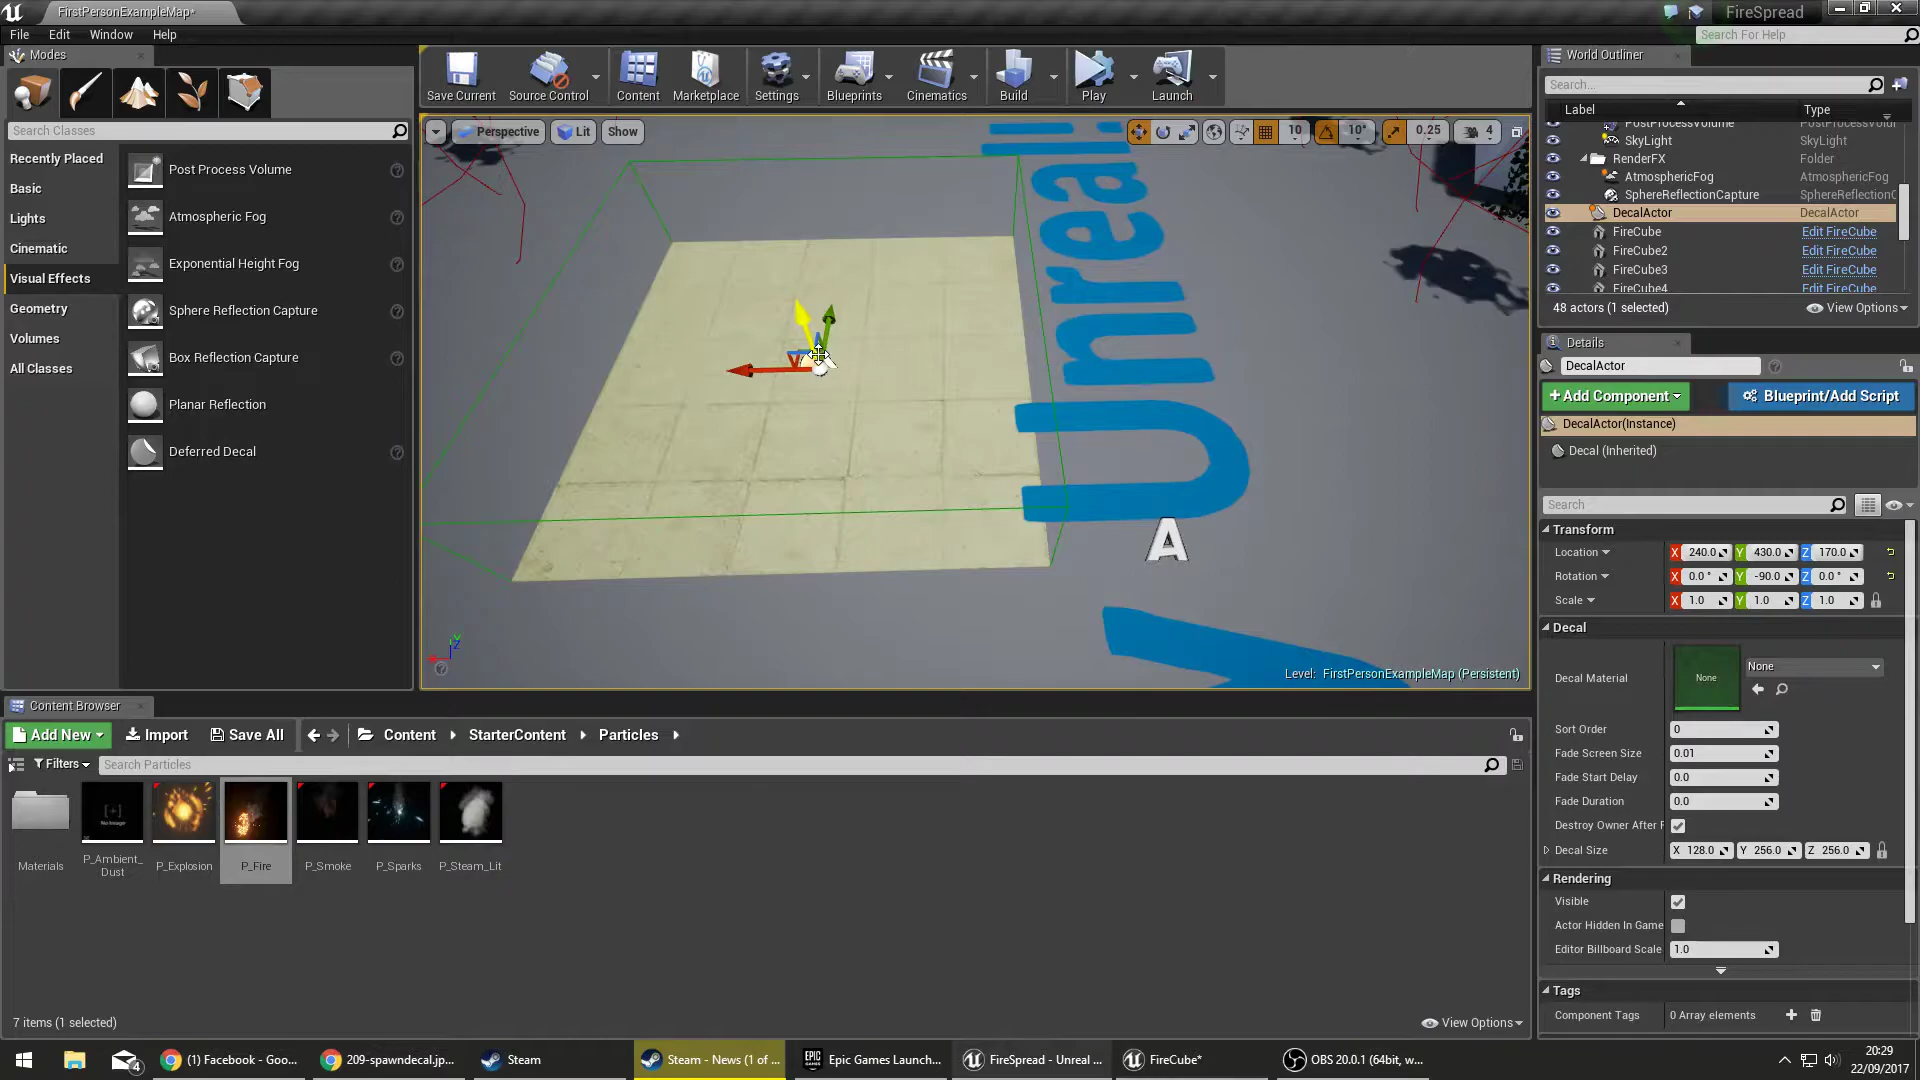 FirstPersonExampleMap*
FireSpread
File Edit Window Help
Search For Help
Modes
Search Classes
Recently Placed
Basic
Lights
Cinematic
Visual Effects
Geometry
Volumes
All Classes
Post Process Volume
Atmospheric Fog
Exponential Height Fog
Sphere Reflection Capture
Box Reflection Capture
Planar Reflection
Deferred Decal
Save Current
Source Control
Content
Marketplace
Settings
Blueprints
Cinematics
Build
Play
Launch
Perspective
Lit
Show
10
10°
0.25
4
Unreal
A
Level: FirstPersonExampleMap (Persistent)
World Outliner
Search...
Label Type
PostProcessVolume PostProcessVolu
SkyLight SkyLight
RenderFX Folder
AtmosphericFog AtmosphericFog
SphereReflectionCapture SphereReflectionC
DecalActor DecalActor
FireCube Edit FireCube
FireCube2 Edit FireCube
FireCube3 Edit FireCube
FireCube4 Edit FireCube
48 actors (1 selected)
View Options
Details
DecalActor
+Add Component
Blueprint/Add Script
DecalActor(Instance)
Decal (Inherited)
Search
Transform
Location X 240.0 Y 430.0 Z 170.0
Rotation X 0.0 ° Y -90.0 Z 0.0 °
Scale X 1.0 Y 1.0 Z 1.0
Decal
Decal Material
None
None
Sort Order 0
Fade Screen Size 0.01
Fade Start Delay 0.0
Fade Duration 0.0
Destroy Owner After F
Decal Size X 128.0 Y 256.0 Z 256.0
Rendering
Visible
Actor Hidden In Game
Editor Billboard Scale 1.0
Tags
Component Tags 0 Array elements
Content Browser
Add New
Import
Save All
Content
StarterContent
Particles
Filters
Search Particles
Materials
P_Ambient_
Dust
P_Explosion
P_Fire
P_Smoke
P_Sparks
P_Steam_Lit
7 items (1 selected)
View Options
4
(1) Facebook - Goo...
209-spawndecal.jp...
Steam
Steam - News (1 of ...
Epic Games Launch...
FireSpread - Unreal ...
FireCube*
OBS 20.0.1 (64bit, w...
20:29
22/09/2017